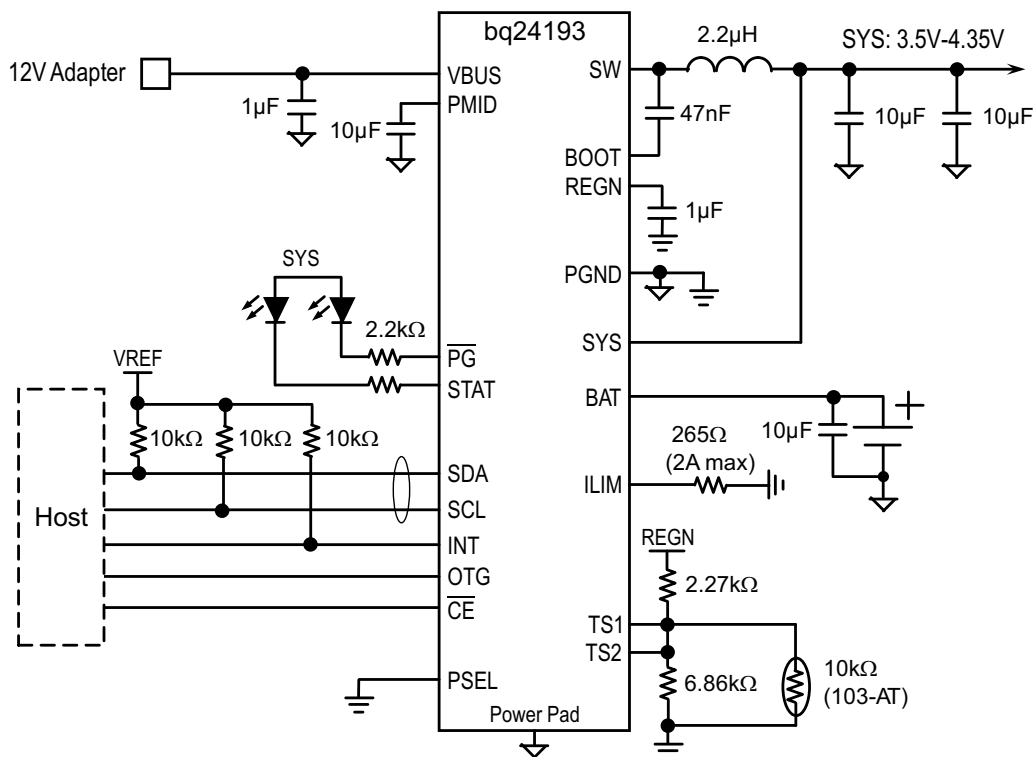 bq24193
2.2µH
SYS: 3.5V-4.35V
12V Adapter
VBUS
SW
1µF
PMID
10µF
47nF
10µF
10µF
BOOT
REGN
1µF
SYS
PGND
2.2kΩ
VREF
PG
SYS
STAT
BAT
+
10kΩ
10kΩ
10kΩ
265Ω
(2A max)
10µF
SDA
ILIM
Host
SCL
INT
REGN
OTG
2.27kΩ
CE
TS1
TS2
10kΩ
(103-AT)
PSEL
6.86kΩ
Power Pad